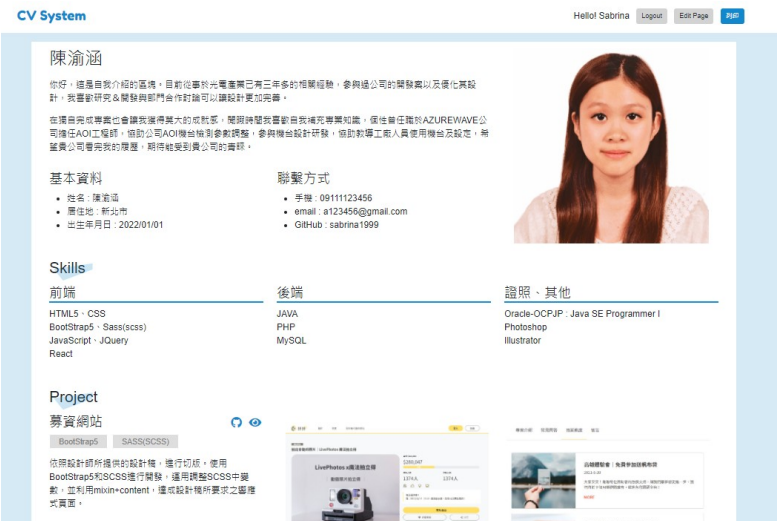 CV System
Hello! Sabrina Logout Edit Page 列印
陳渝涵
你好，這是自我介紹的區塊。目前從事於光電產業已有三年多的相關經驗，參與過公司的開發案以及優化其設
計，我喜歡研究&開發與部門合作討論可以讓設計更加完善。
在獨自完成專案也會讓我獲得莫大的成就感，閒暇時間我喜歡自我補充專業知識，個性曾任職於AZUREWAVE公
司擔任AOI工程師，協助公司AOI機台檢測參數調整，參與機台設計研發，協助教導工廠人員使用機台及設定，希
望貴公司看完我的履歷，期待能受到貴公司的青睞。
基本資料
姓名 : 陳渝涵
居住地 : 新北市
出生年月日 : 2022/01/01
聯繫方式
手機 : 09111123456
email : a123456@gmail.com
GitHub : sabrina1999
Skills
前端
HTML5、CSS
BootStrap5、Sass(scss)
JavaScript、JQuery
React
後端
JAVA
PHP
MySQL
證照、其他
Oracle-OCPJP : Java SE Programmer I
Photoshop
Illustrator
Project
募資網站
BootStrap5 SASS(SCSS)
依照設計師所提供的設計稿，進行切版。使用
BootStrap5和SCSS進行開發，運用調整SCSS中變
數，並利用mixin+content，達成設計稿所要求之響應
式頁面。
LivePhotos x魔法拍立得
1374人